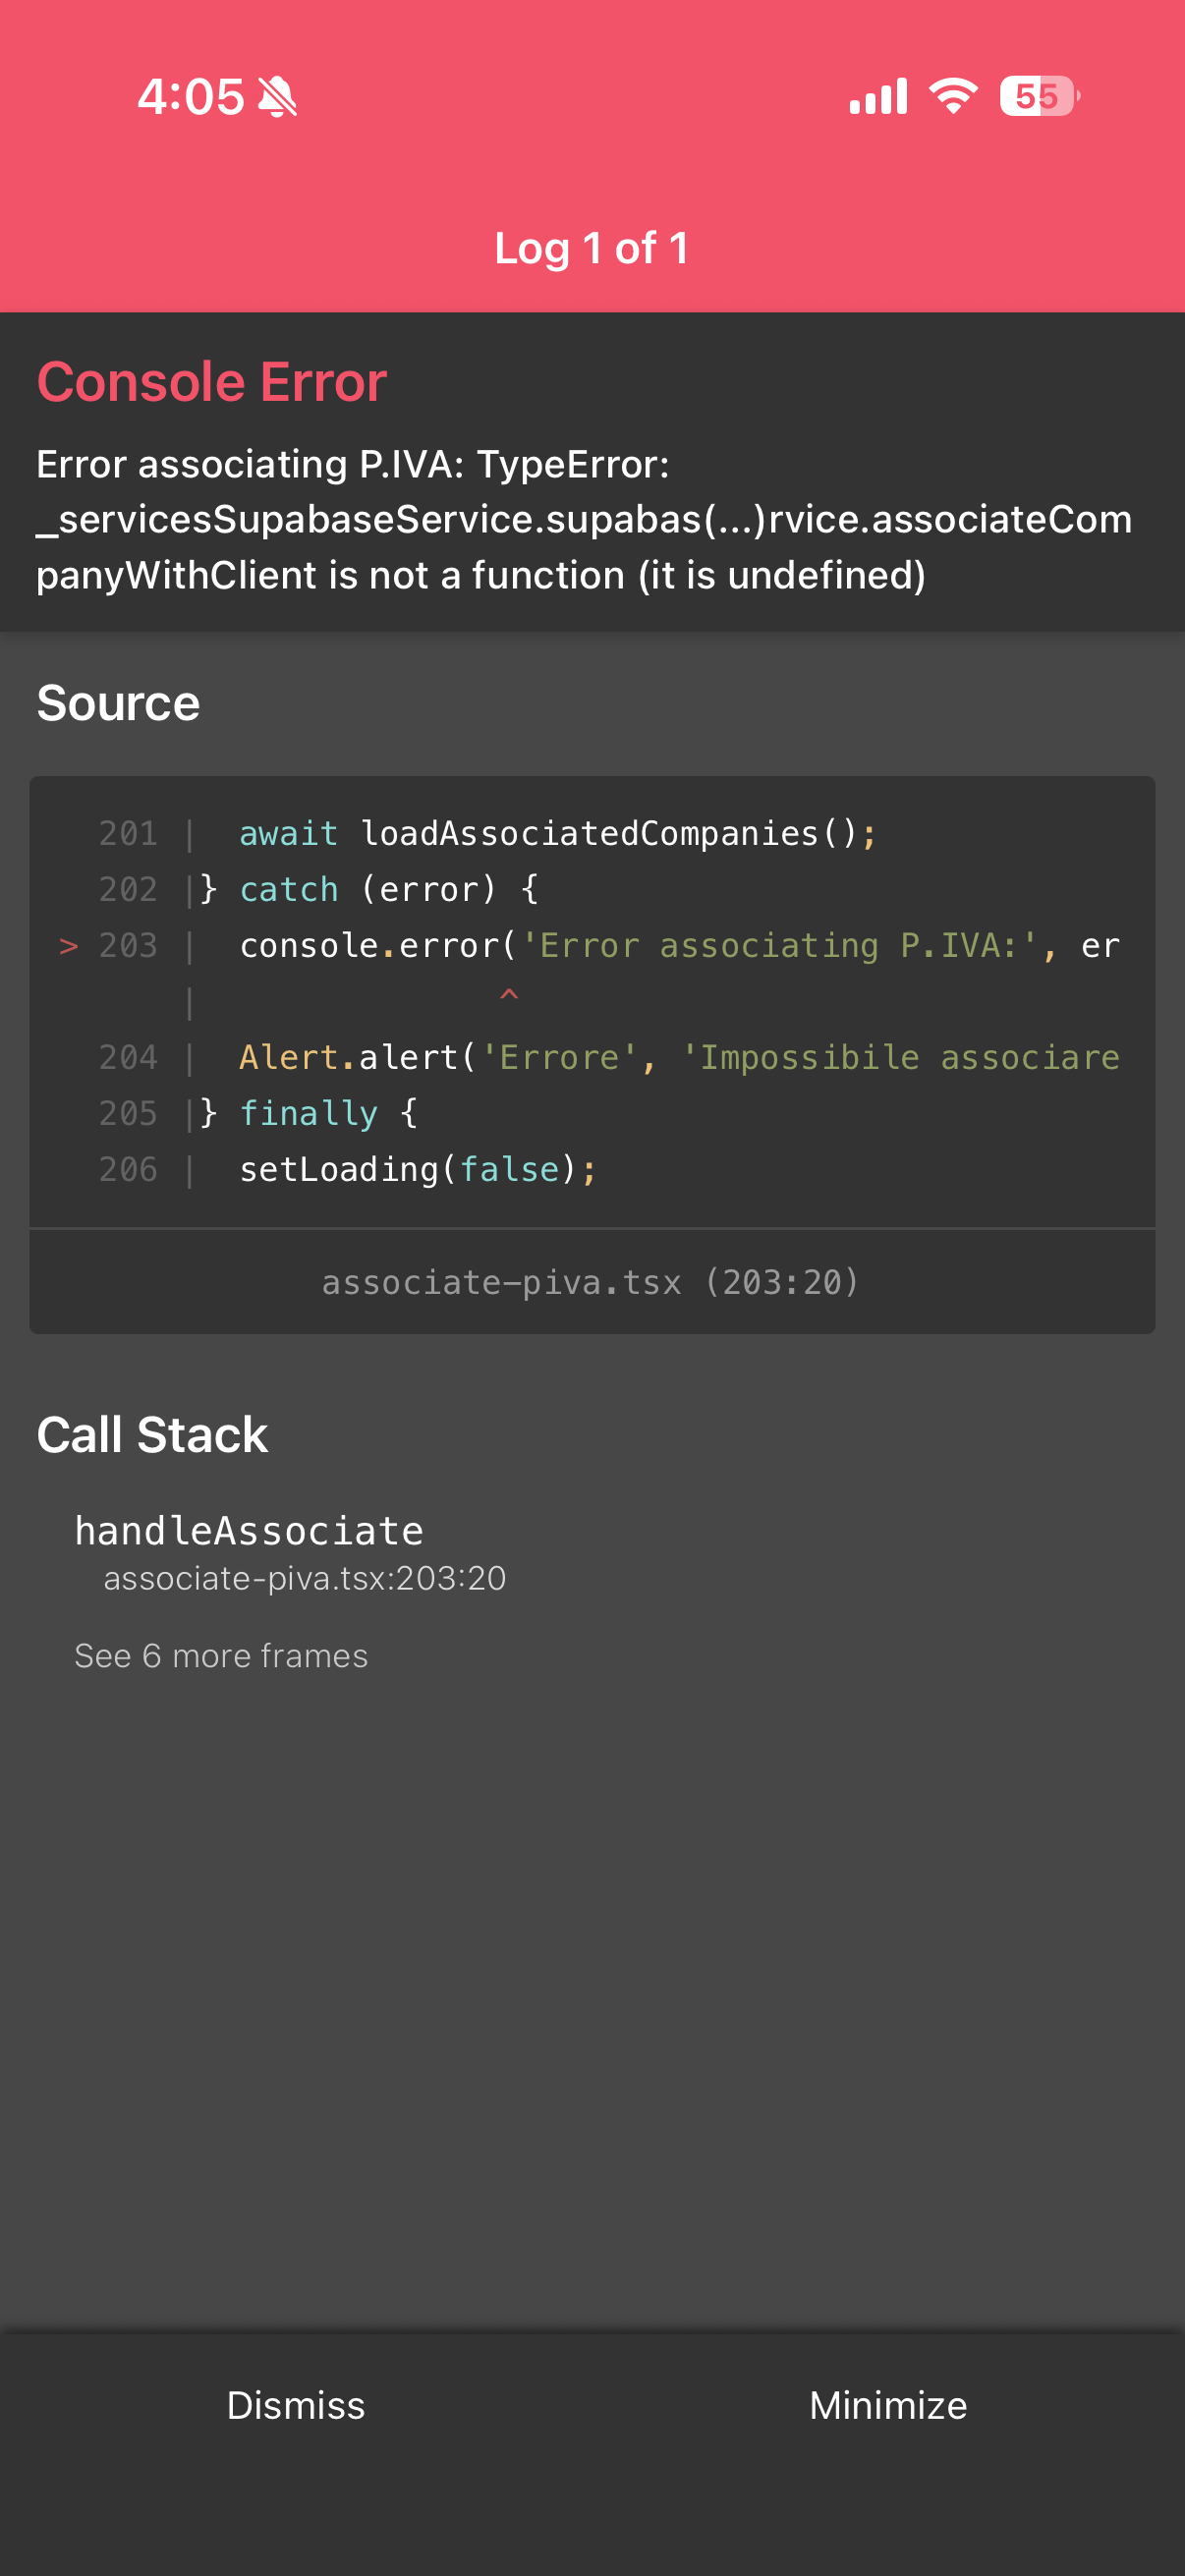 4:05
55
Log 1 of 1
Console Error
Error associating P.IVA: TypeError:
_servicesSupabaseService.supabas(...)rvice.associateCom
panyWithClient is not a function (it is undefined)
Source
201 |  await loadAssociatedCompanies();
202 |} catch (error) {
> 203 |  console.error('Error associating P.IVA:', er
|               ^
204 |  Alert.alert('Errore', 'Impossibile associare
205 |} finally {
206 |  setLoading(false);
associate-piva.tsx (203:20)
Call Stack
handleAssociate
associate-piva.tsx:203:20
See 6 more frames
Dismiss
Minimize